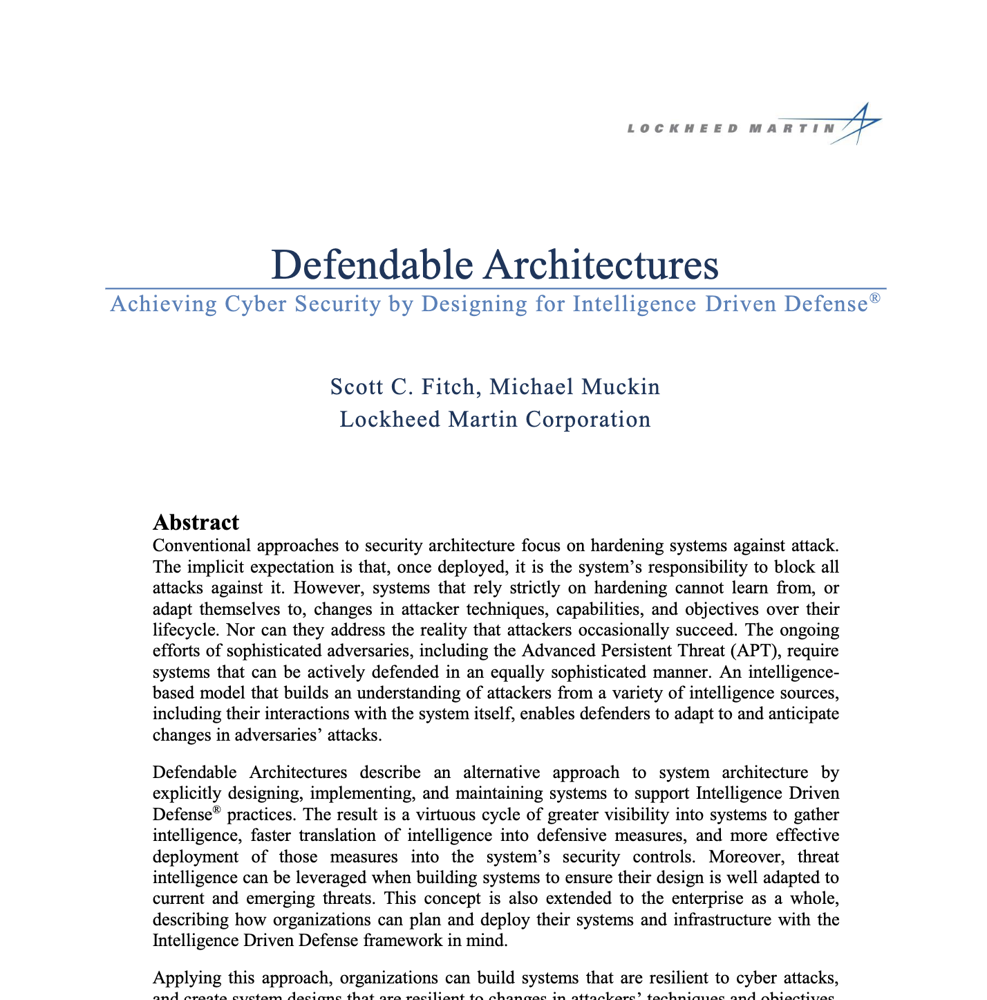 LOCKHEED MARTIN
Defendable Architectures
Achieving Cyber Security by Designing for Intelligence Driven Defense®
Scott C. Fitch, Michael Muckin
Lockheed Martin Corporation
Abstract
Conventional approaches to security architecture focus on hardening systems against attack.
The implicit expectation is that, once deployed, it is the system’s responsibility to block all
attacks against it. However, systems that rely strictly on hardening cannot learn from, or
adapt themselves to, changes in attacker techniques, capabilities, and objectives over their
lifecycle. Nor can they address the reality that attackers occasionally succeed. The ongoing
efforts of sophisticated adversaries, including the Advanced Persistent Threat (APT), require
systems that can be actively defended in an equally sophisticated manner. An intelligence-
based model that builds an understanding of attackers from a variety of intelligence sources,
including their interactions with the system itself, enables defenders to adapt to and anticipate
changes in adversaries’ attacks.
Defendable Architectures describe an alternative approach to system architecture by
explicitly designing, implementing, and maintaining systems to support Intelligence Driven
Defense® practices. The result is a virtuous cycle of greater visibility into systems to gather
intelligence, faster translation of intelligence into defensive measures, and more effective
deployment of those measures into the system’s security controls. Moreover, threat
intelligence can be leveraged when building systems to ensure their design is well adapted to
current and emerging threats. This concept is also extended to the enterprise as a whole,
describing how organizations can plan and deploy their systems and infrastructure with the
Intelligence Driven Defense framework in mind.
Applying this approach, organizations can build systems that are resilient to cyber attacks,
and create system designs that are resilient to changes in attackers’ techniques and objectives.